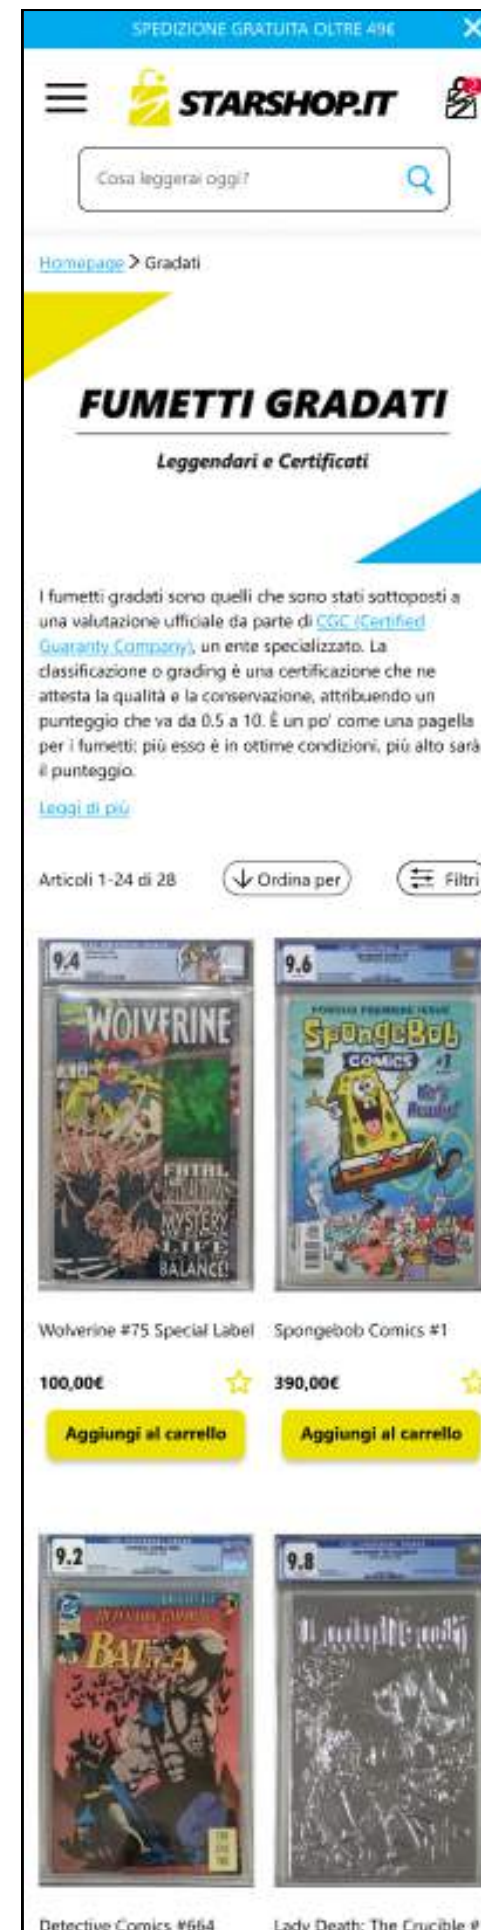 SPEDIZIONE GRATUITA OLTRE 49€
STARSHOP.IT
Cosa leggerai oggi?
Homepage > Gradati
FUMETTI GRADATI
Leggendari e Certificati
I fumetti gradati sono quelli che sono stati sottoposti a
una valutazione ufficiale da parte di CGC (Certified
Guaranty Company), un ente specializzato. La
classificazione o grading è una certificazione che ne
attesta la qualità e la conservazione, attribuendo un
punteggio che va da 0.5 a 10. È un po' come una pagella
per i fumetti: più esso è in ottime condizioni, più alto sarà
il punteggio.
Leggi di più
Articoli 1-24 di 28
Ordina per
Filtri
9.4
WOLVERINE
FATAL
MYSTERY
LIFE
BALANCE!
9.6
SpongeBob
COMICS
#1
Wolverine #75 Special Label
Spongebob Comics #1
100,00€
390,00€
Aggiungi al carrello
Aggiungi al carrello
9.2
9.8
Detective Comics #664
Lady Death: The Crucible #